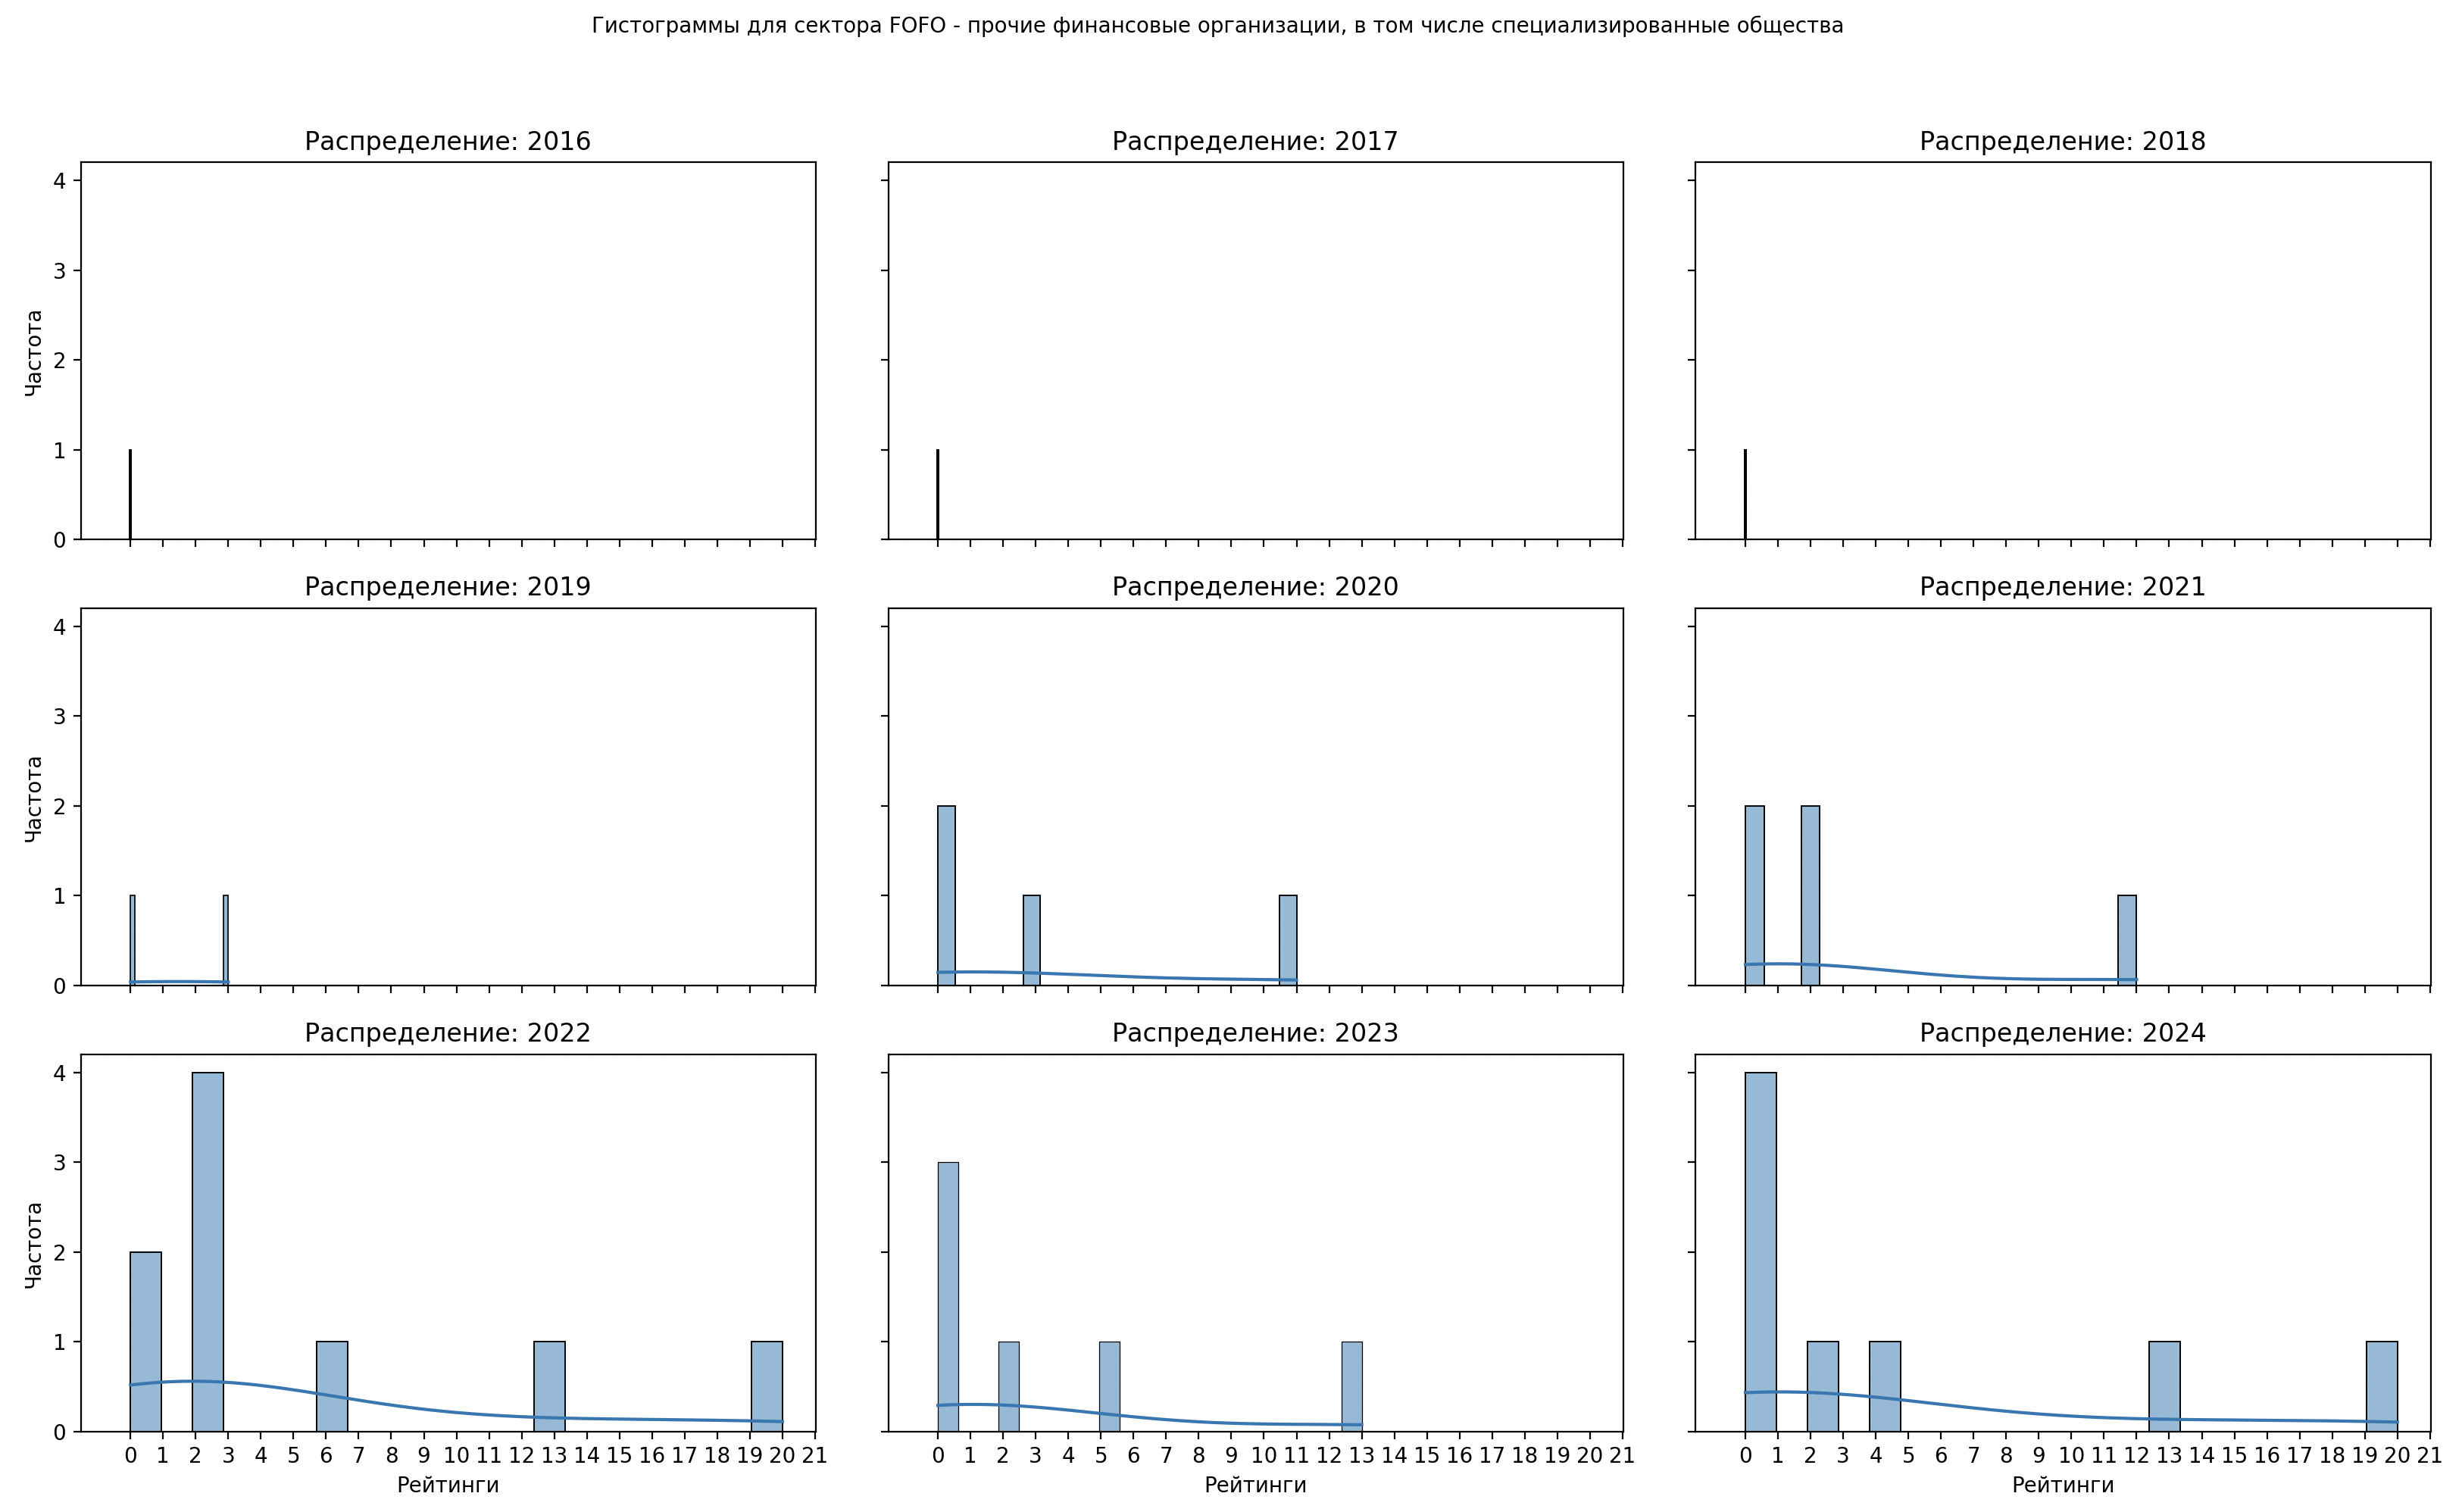 Гистограммы для сектора FOFO - прочие финансовые организации, в том числе специализированные общества
Распределение: 2016
Распределение: 2017
Распределение: 2018
4
3
2
1
0
Частота
Распределение: 2019
Распределение: 2020
Распределение: 2021
4
3
2
1
0
Частота
Распределение: 2022
Распределение: 2023
Распределение: 2024
4
3
2
1
0
Частота
0 1 2 3 4 5 6 7 8 9 10 11 12 13 14 15 16 17 18 19 20 21
0 1 2 3 4 5 6 7 8 9 10 11 12 13 14 15 16 17 18 19 20 21
0 1 2 3 4 5 6 7 8 9 10 11 12 13 14 15 16 17 18 19 20 21
Рейтинги
Рейтинги
Рейтинги